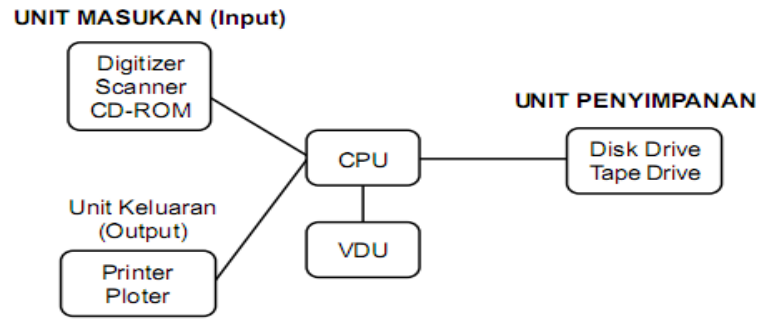 UNIT MASUKAN (Input)
Digitizer
Scanner
CD-ROM
UNIT PENYIMPANAN
CPU
Disk Drive
Tape Drive
Unit Keluaran
(Output)
VDU
Printer
Ploter